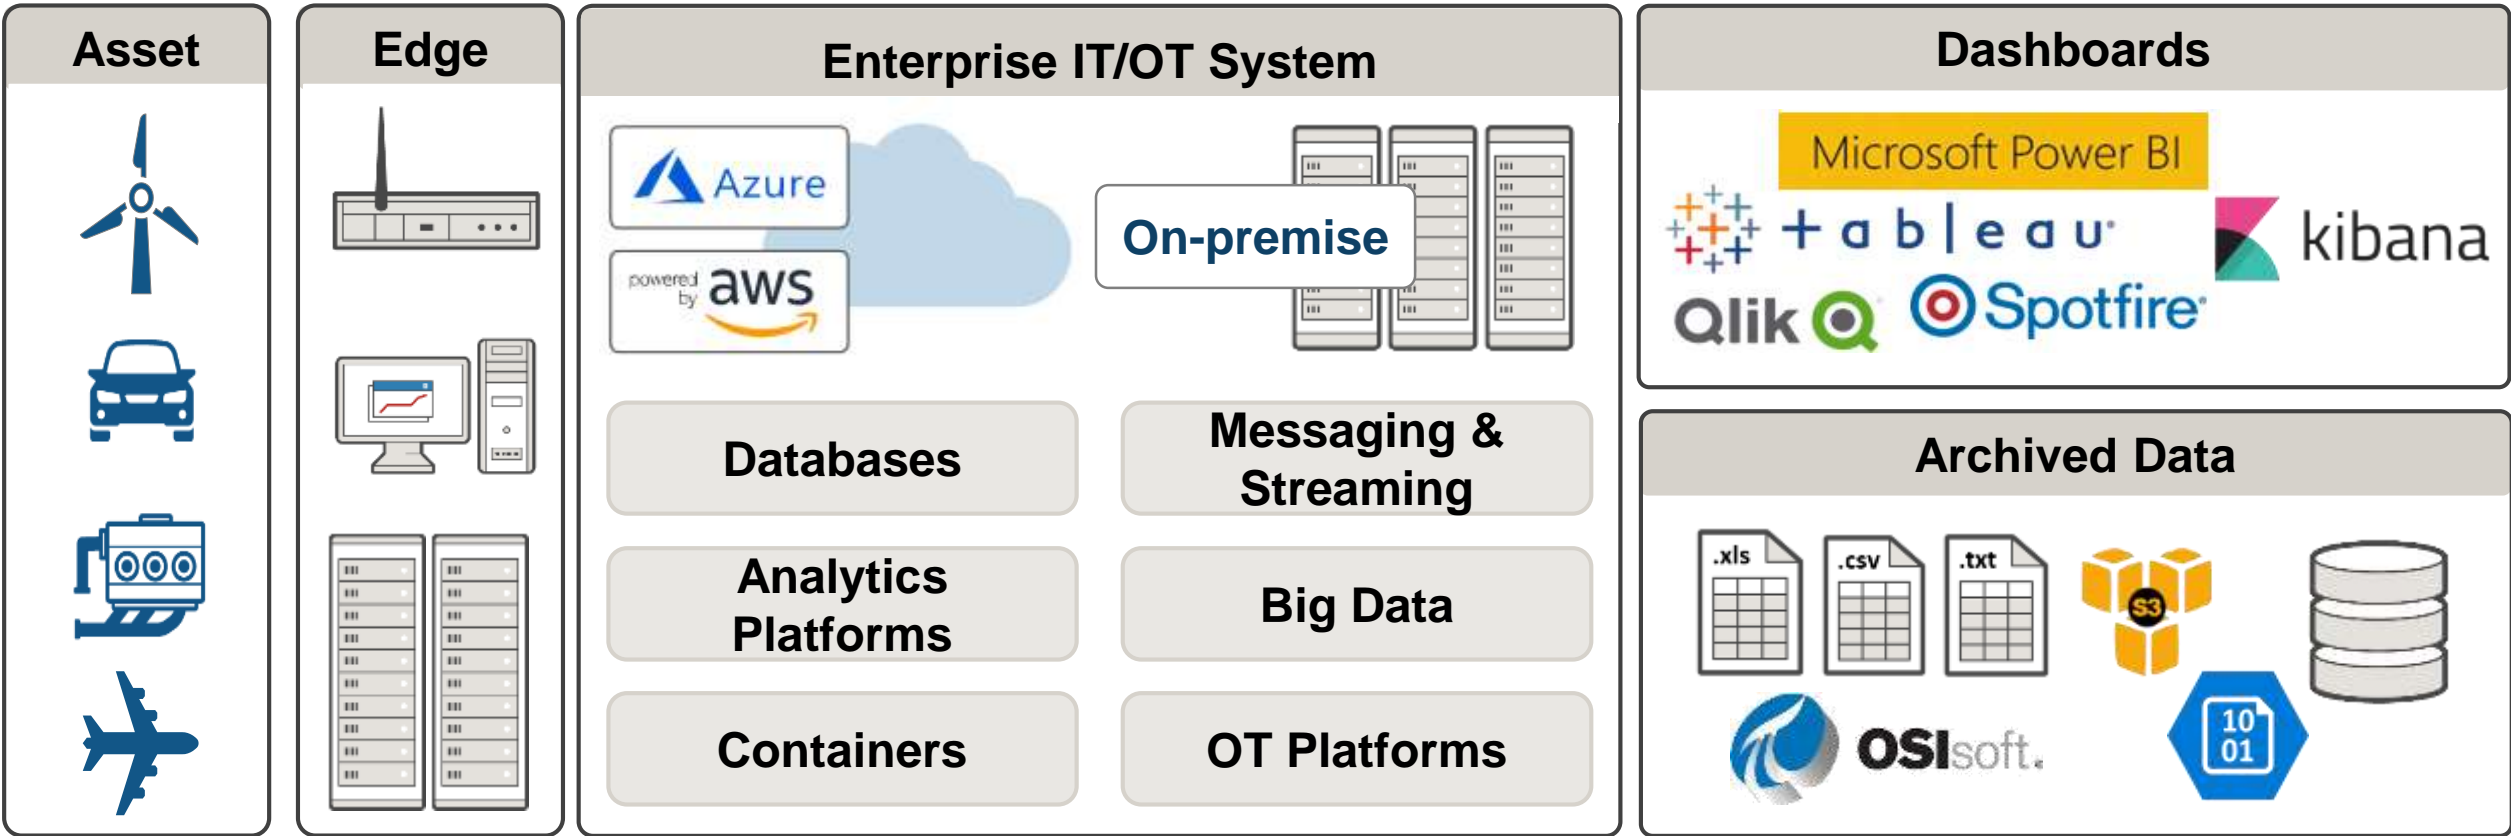 Asset
Edge
Enterprise IT/OT System
Azure
powered
by
aws
On-premise
Databases
Messaging &
Streaming
Analytics
Platforms
Big Data
Containers
OT Platforms
Dashboards
Microsoft Power BI
+ableau
kibana
Qlik
Spotfire
Archived Data
.xls
.csv
.txt
S3
OSIsoft.
10
01